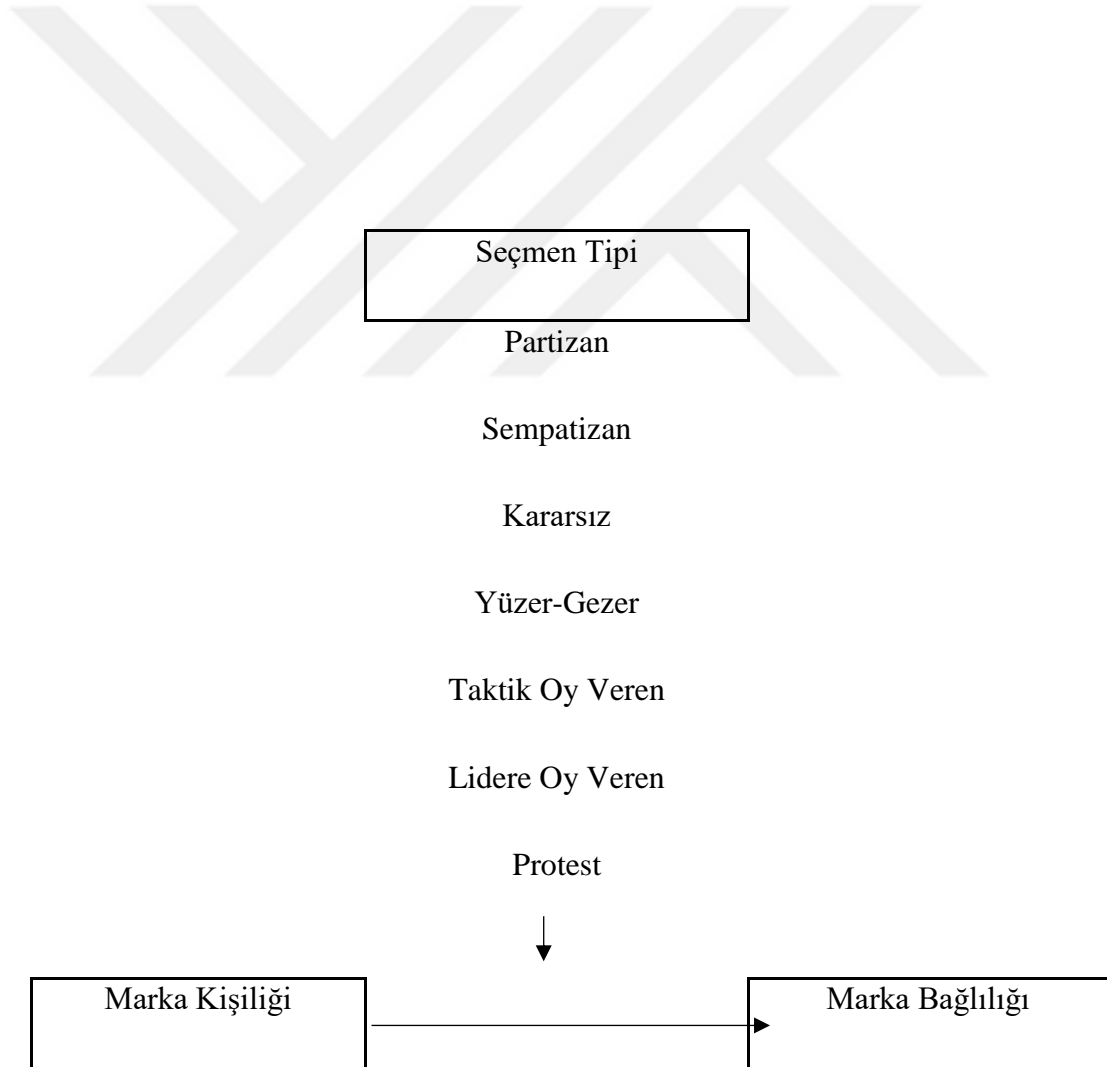 Seçmen Tipi
Partizan
Sempatizan
Kararsız
Yüzer-Gezer
Taktik Oy Veren
Lidere Oy Veren
Protest
Marka Kişiliği
Marka Bağlılığı